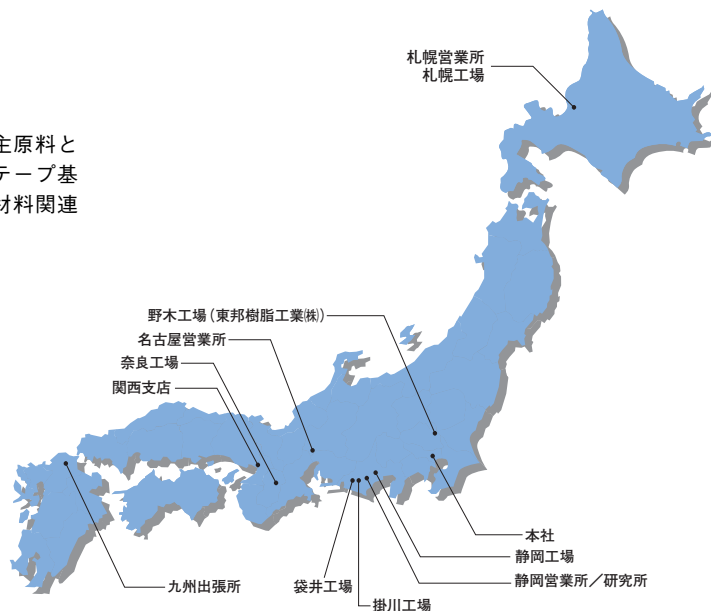 主原料と
テープ基
材料関連
札幌営業所
札幌工場
野木工場（東邦樹脂工業㈱）
名古屋営業所
奈良工場
関西支店
本社
静岡工場
静岡営業所／研究所
九州出張所
袋井工場
掛川工場